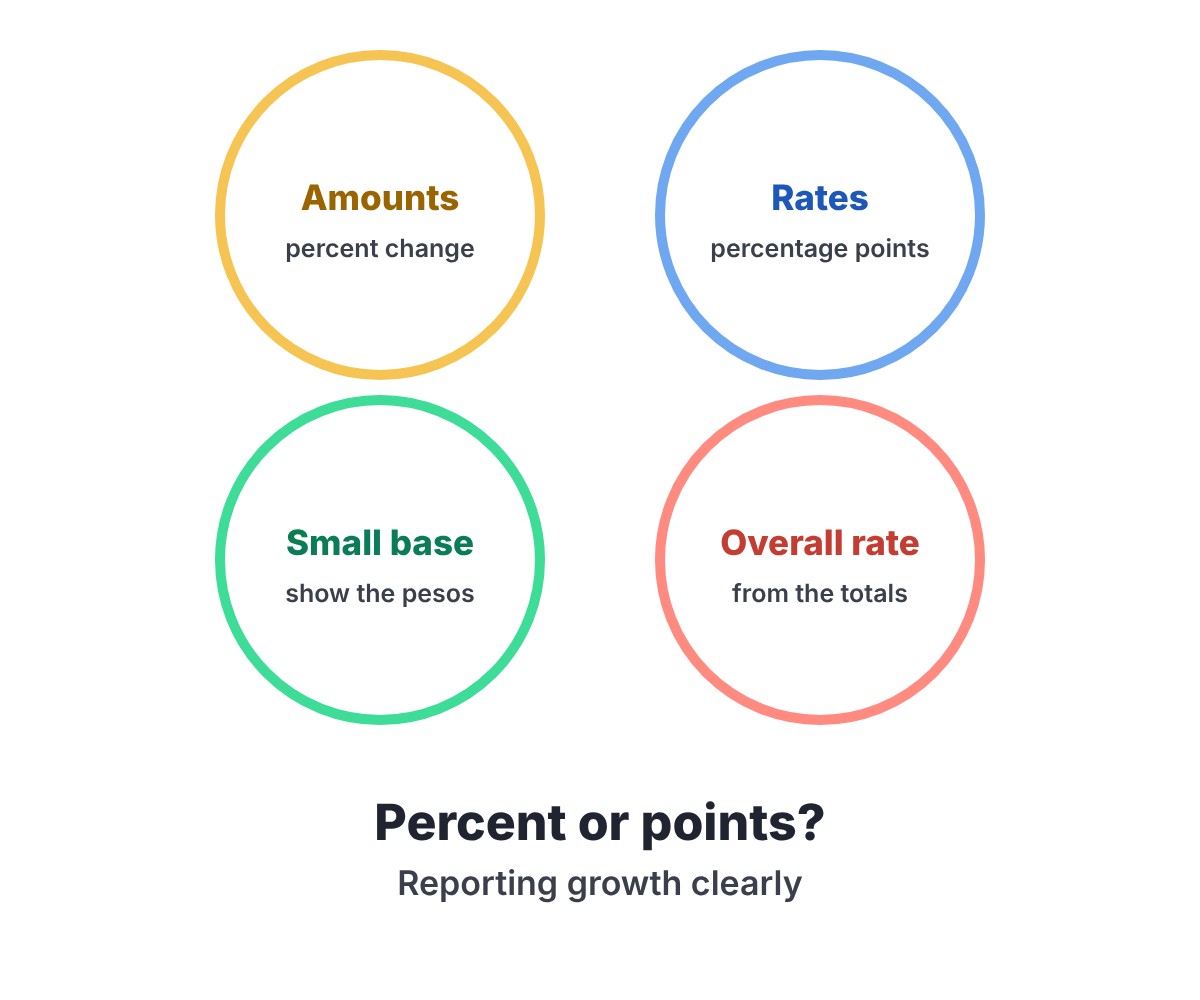 Amounts
percent change
Rates
percentage points
Small base
show the pesos
Overall rate
from the totals
Percent or points?
Reporting growth clearly